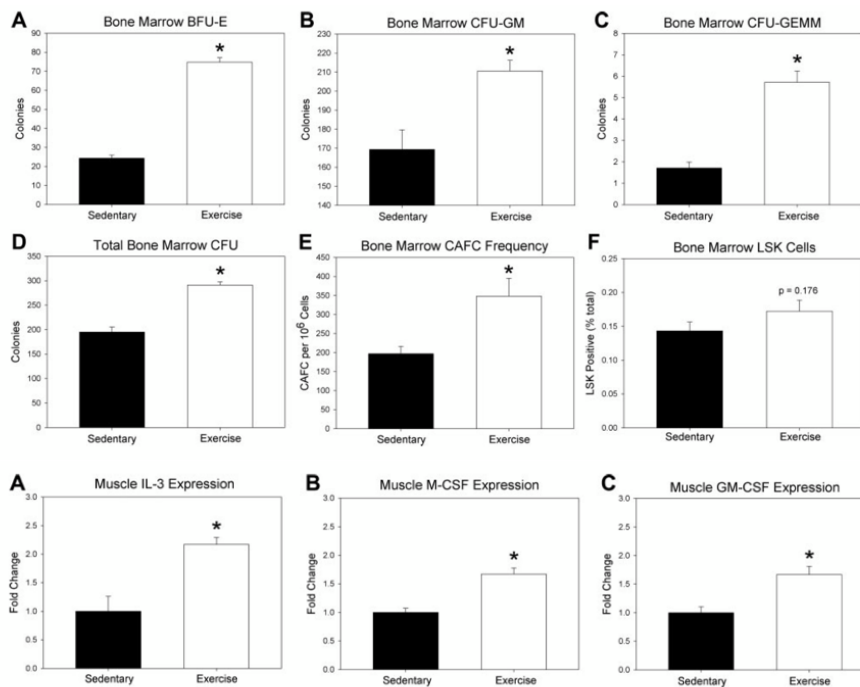 A Bone Marrow BFU-E
Colonies
90
80
70
60
50
40
30
20
10
0
*
Sedentary Exercise
B Bone Marrow CFU-GM
Colonies
230
220
210
200
190
180
170
160
150
140
*
Sedentary Exercise
C Bone Marrow CFU-GEMM
Colonies
8
7
6
5
4
3
2
1
0
*
Sedentary Exercise
D Total Bone Marrow CFU
Colonies
350
300
250
200
150
100
50
0
*
Sedentary Exercise
E Bone Marrow CAFC Frequency
CAFC per 10⁶ Cells
450
400
350
300
250
200
150
100
50
0
*
Sedentary Exercise
F Bone Marrow LSK Cells
LSK Positive (% total)
0.25
0.20
0.15
0.10
0.05
0.00
p = 0.176
Sedentary Exercise
A Muscle IL-3 Expression
Fold Change
3.0
2.5
2.0
1.5
1.0
0.5
0.0
*
Sedentary Exercise
B Muscle M-CSF Expression
Fold Change
3.0
2.5
2.0
1.5
1.0
0.5
0.0
*
Sedentary Exercise
C Muscle GM-CSF Expression
Fold Change
3.0
2.5
2.0
1.5
1.0
0.5
0.0
*
Sedentary Exercise